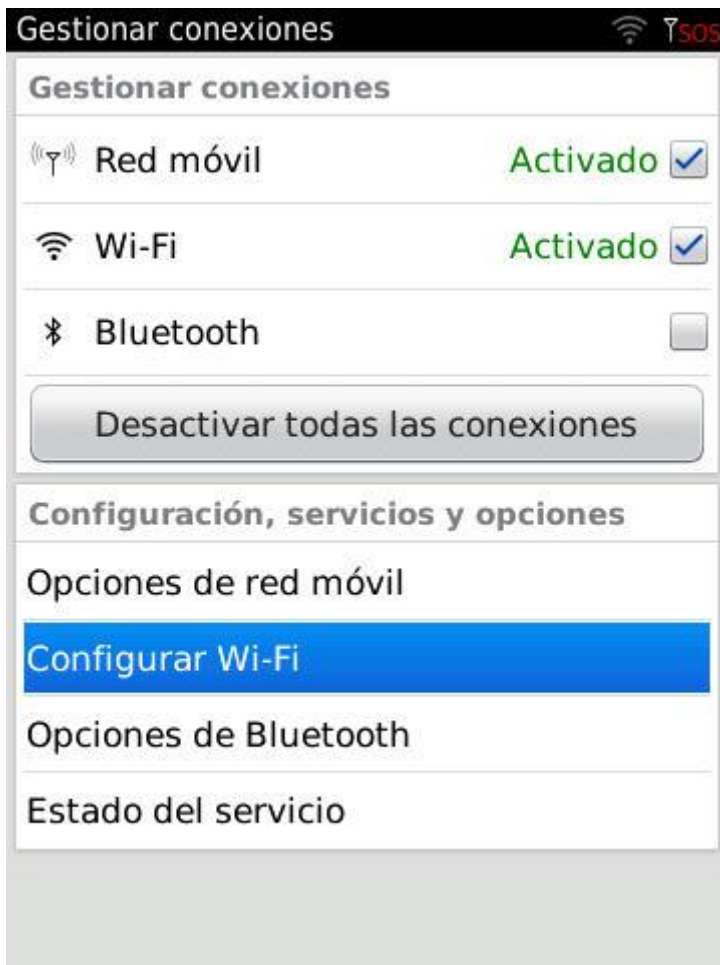 Gestionar conexiones SOS
Gestionar conexiones
Red móvil Activado
Wi-Fi Activado
Bluetooth
Desactivar todas las conexiones
Configuración, servicios y opciones
Opciones de red móvil
Configurar Wi-Fi
Opciones de Bluetooth
Estado del servicio